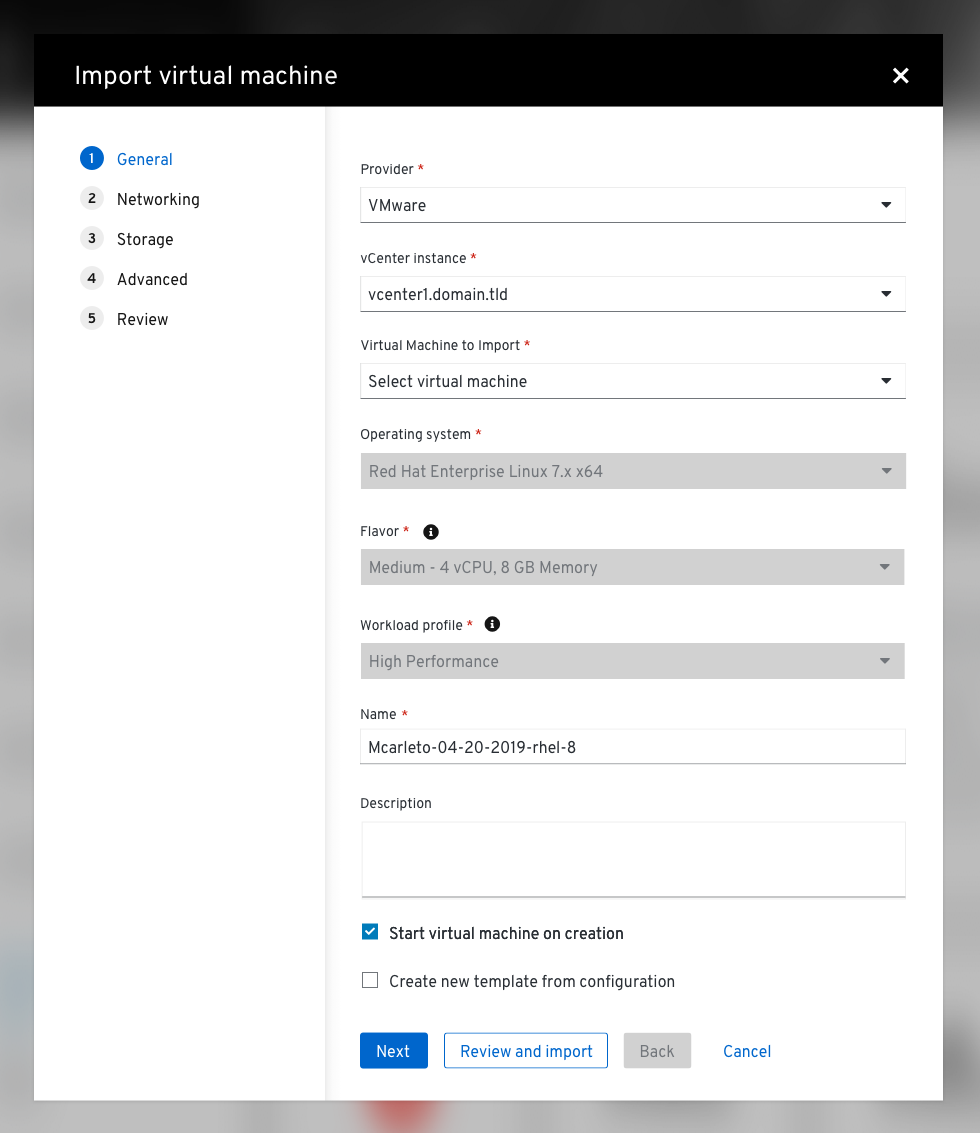 Import virtual machine
1 General
2 Networking
3 Storage
4 Advanced
5 Review
Provider *
VMware
vCenter instance *
vcenter1.domain.tld
Virtual Machine to Import *
Select virtual machine
Operating system *
Red Hat Enterprise Linux 7.x x64
Flavor *
Medium - 4 vCPU, 8 GB Memory
Workload profile *
High Performance
Name *
Mcarleto-04-20-2019-rhel-8
Description
Start virtual machine on creation
Create new template from configuration
Next Review and import Back Cancel